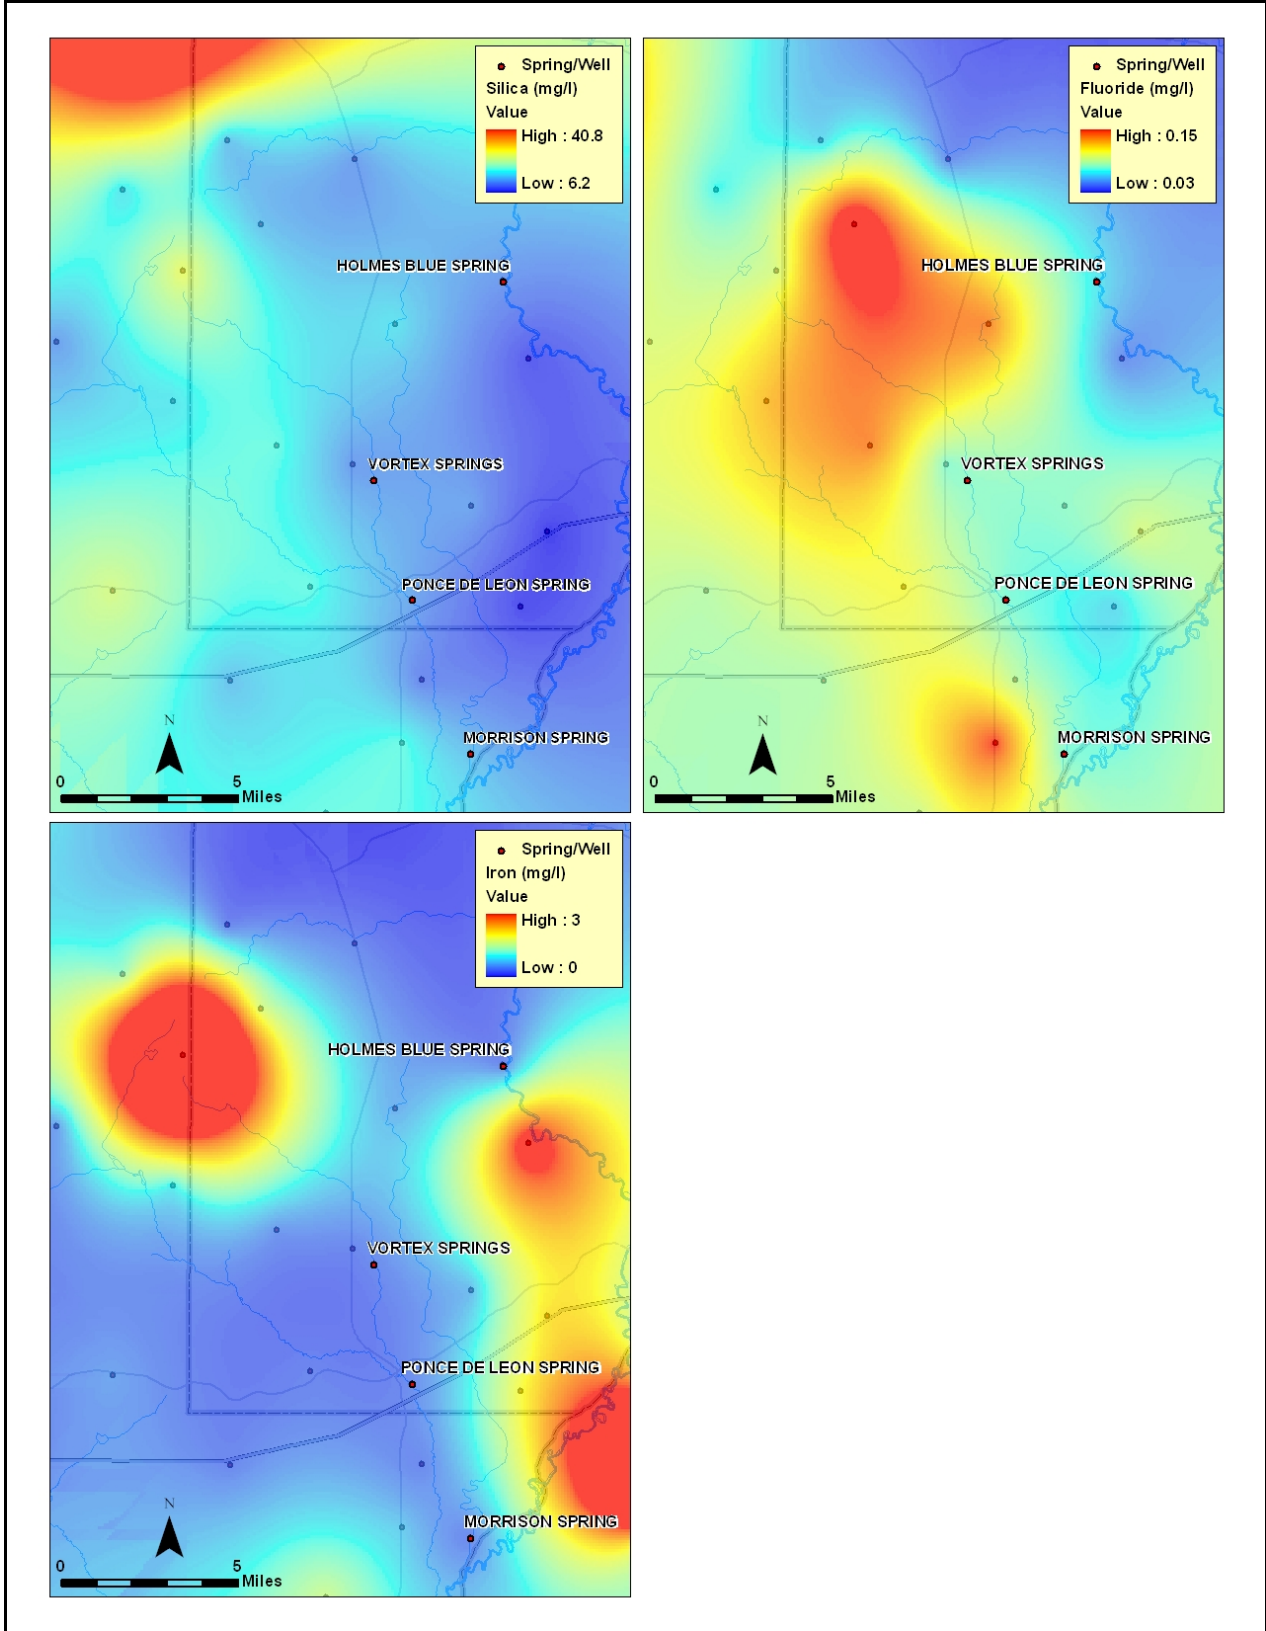 Spring/Well
Silica (mg/l)
Value
High : 40.8
Low : 6.2
HOLMES BLUE SPRING
VORTEX SPRINGS
PONCE DE LEON SPRING
N
MORRISON SPRING
0 5
Miles
Spring/Well
Fluoride (mg/l)
Value
High : 0.15
Low : 0.03
HOLMES BLUE SPRING
VORTEX SPRINGS
PONCE DE LEON SPRING
N
MORRISON SPRING
0 5
Miles
Spring/Well
Iron (mg/l)
Value
High : 3
Low : 0
HOLMES BLUE SPRING
VORTEX SPRINGS
PONCE DE LEON SPRING
N
MORRISON SPRING
0 5
Miles